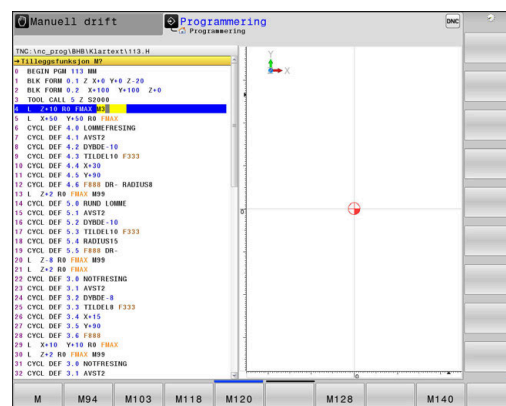 Manuell drift
Programmering
Programmering
DNC
TNC:\nc_prog\BHB\Klartext\113.H
→Tilleggsfunksjon M?
0 BEGIN PGM 113 MM
1 BLK FORM 0.1 Z X+0 Y+0 Z-20
2 BLK FORM 0.2 X+100 Y+100 Z+0
3 TOOL CALL 5 Z S2000
4 L Z+10 R0 FMAX M3
5 L X+50 Y+50 R0 FMAX
6 CYCL DEF 4.0 LOMMEFRESING
7 CYCL DEF 4.1 AVST2
8 CYCL DEF 4.2 DYBDE-10
9 CYCL DEF 4.3 TILDEL10 F333
10 CYCL DEF 4.4 X+30
11 CYCL DEF 4.5 Y+90
12 CYCL DEF 4.6 F888 DR- RADIUS8
13 L Z+2 R0 FMAX M99
14 CYCL DEF 5.0 RUND LOMME
15 CYCL DEF 5.1 AVST2
16 CYCL DEF 5.2 DYBDE-10
17 CYCL DEF 5.3 TILDEL10 F333
18 CYCL DEF 5.4 RADIUS15
19 CYCL DEF 5.5 F888 DR-
20 L Z-8 R0 FMAX M99
21 L Z+2 R0 FMAX
22 CYCL DEF 3.0 NOTFRESING
23 CYCL DEF 3.1 AVST2
24 CYCL DEF 3.2 DYBDE-8
25 CYCL DEF 3.3 TILDEL8 F333
26 CYCL DEF 3.4 X+15
27 CYCL DEF 3.5 Y+90
28 CYCL DEF 3.6 F888
29 L X+10 Y+10 R0 FMAX
30 L Z+2 R0 FMAX M99
31 CYCL DEF 3.0 NOTFRESING
32 CYCL DEF 3.1 AVST2
Y
X
0
0
M M94 M103 M118 M120 M128 M140